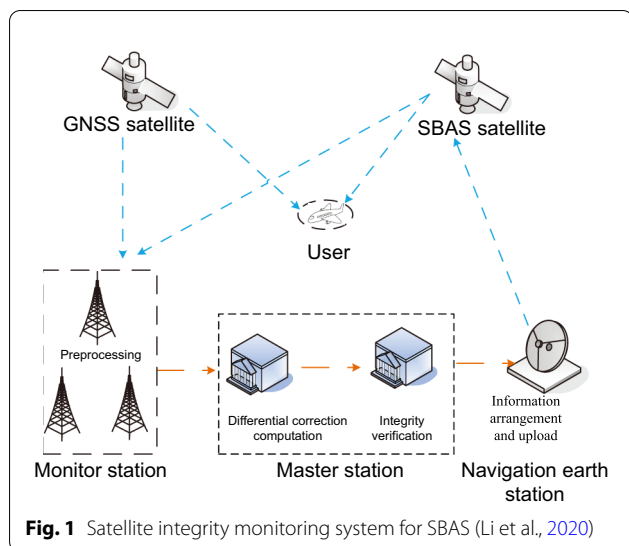 GNSS satellite
SBAS satellite
User
Preprocessing
Differential correction
computation
Integrity
verification
Information
arrangement
and upload
Monitor station
Master station
Navigation earth
station
Fig. 1 Satellite integrity monitoring system for SBAS (Li et al., 2020)